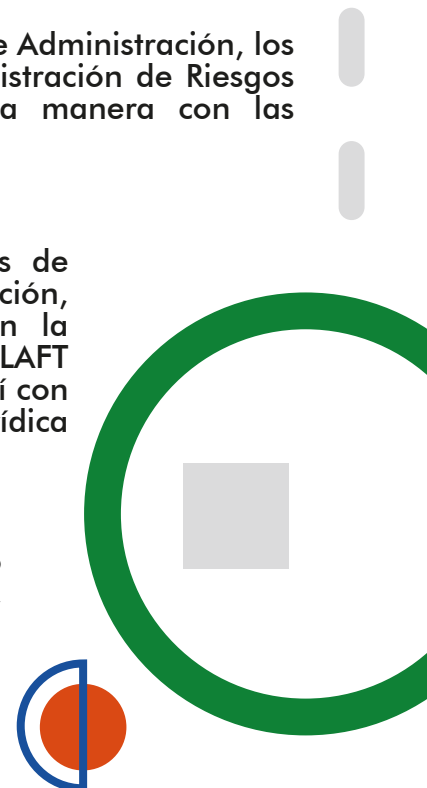 e Administración, los
istración de Riesgos
a manera con las
s de
ción,
n la
LAFT
í con
ídica